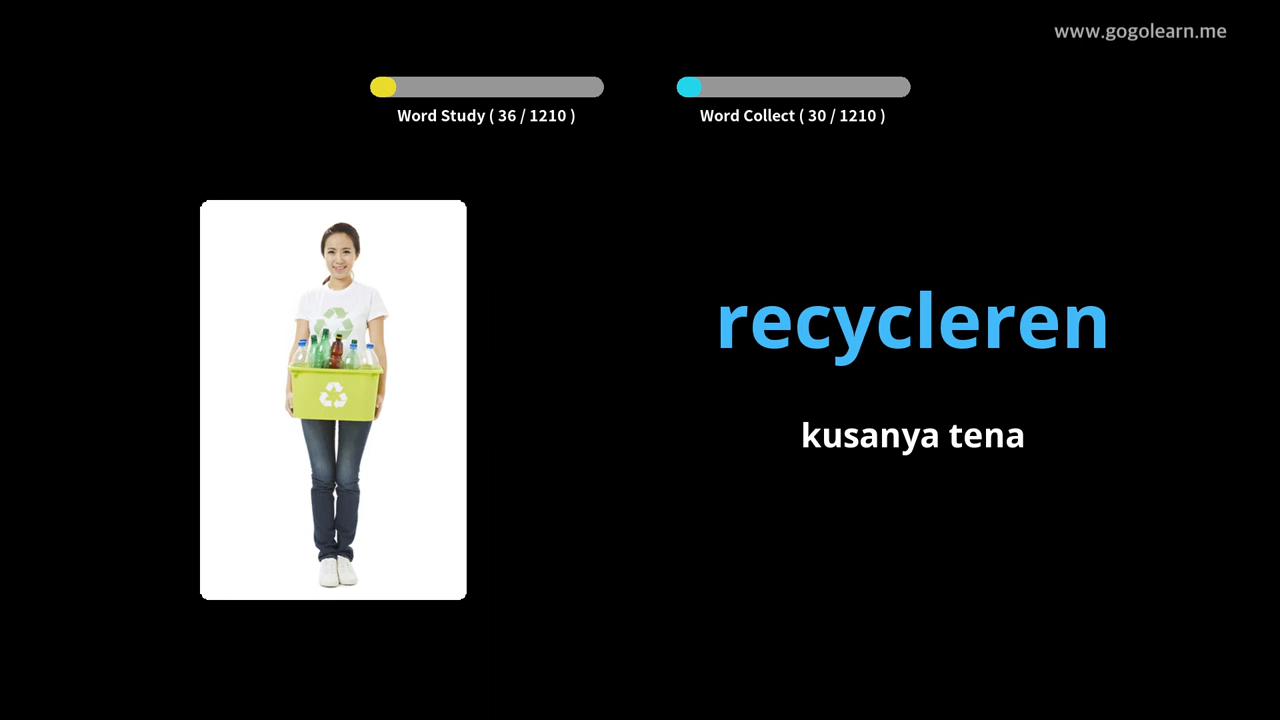 www.gogolearn.me
Word Study ( 36 / 1210 )
Word Collect ( 30 / 1210 )
recycleren
kusanya tena